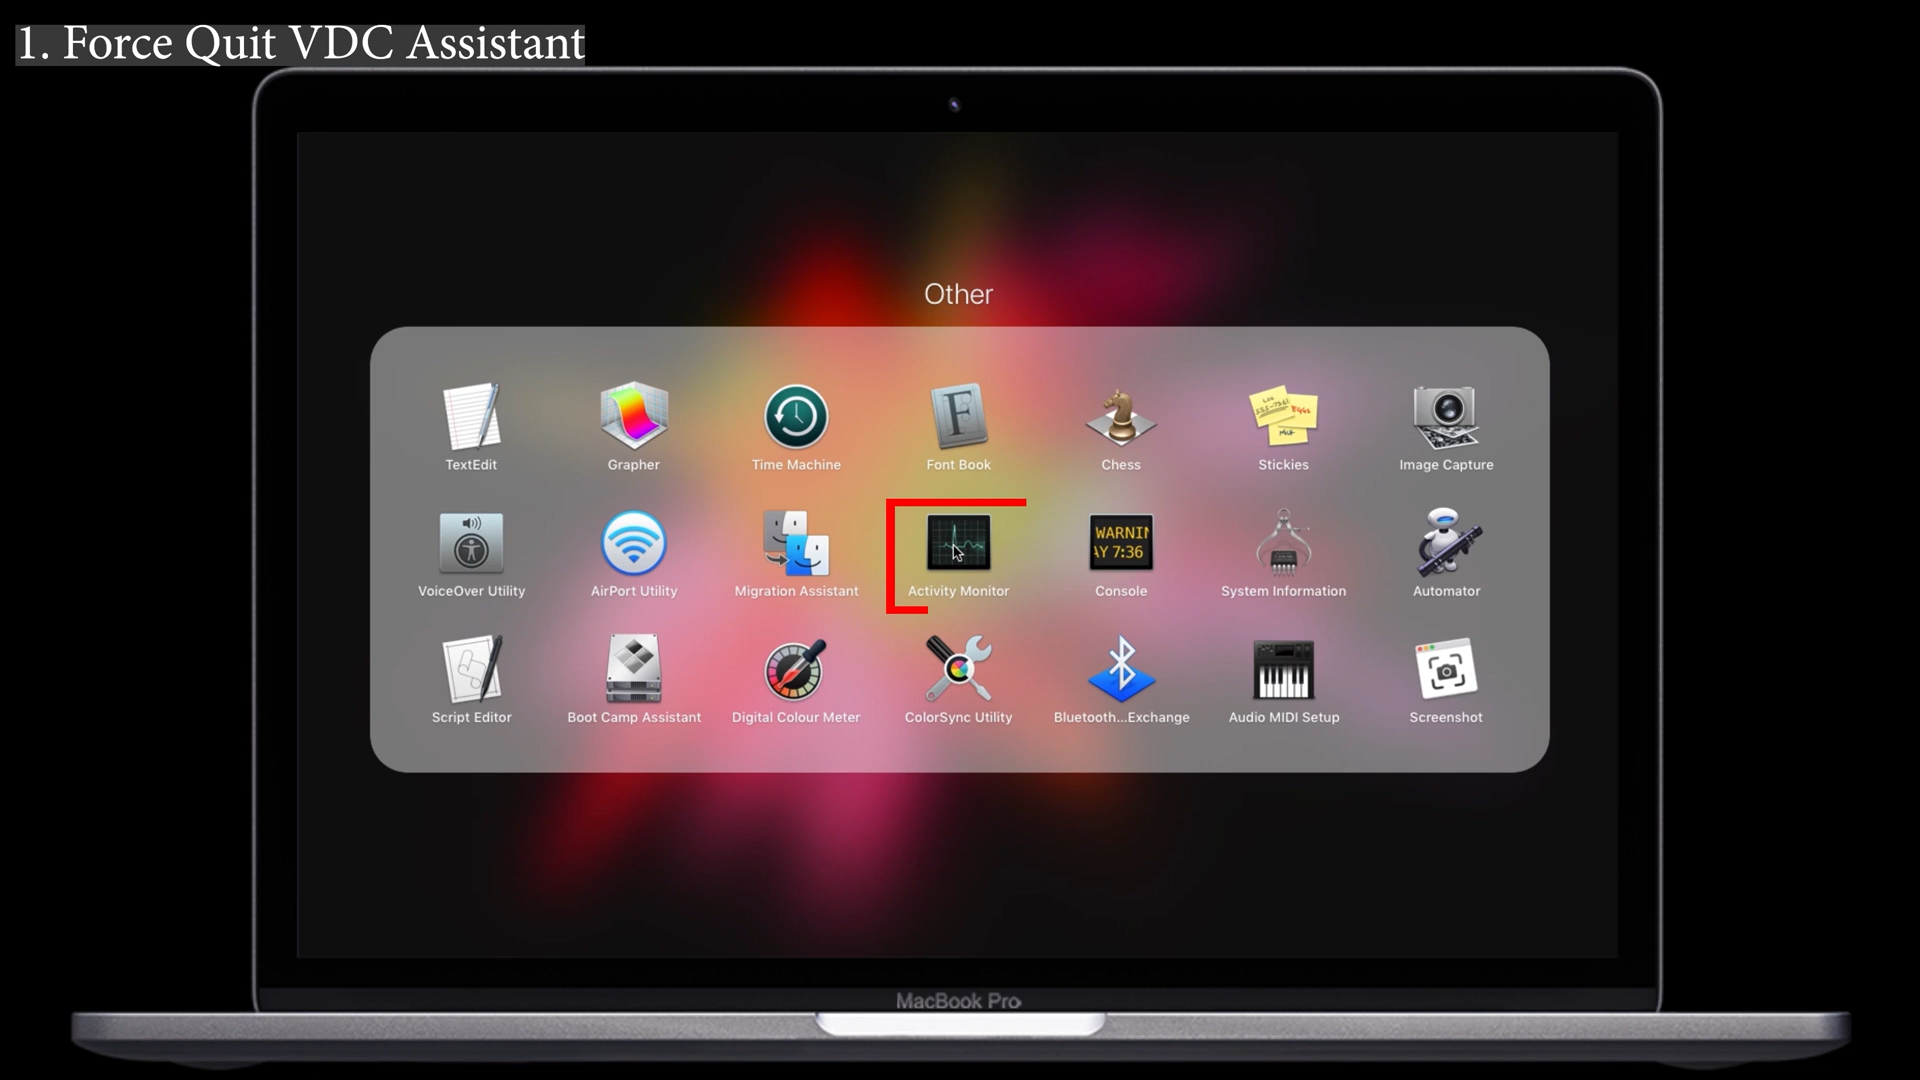 1. Force Quit VDC Assistant
Other
TextEdit
Grapher
Time Machine
Font Book
Chess
Stickies
Image Capture
WARNIN
AY 7:36
VoiceOver Utility
AirPort Utility
Migration Assistant
Activity Monitor
Console
System Information
Automator
Script Editor
Boot Camp Assistant
Digital Colour Meter
ColorSync Utility
Bluetooth...Exchange
Audio MIDI Setup
Screenshot
MacBook Pro